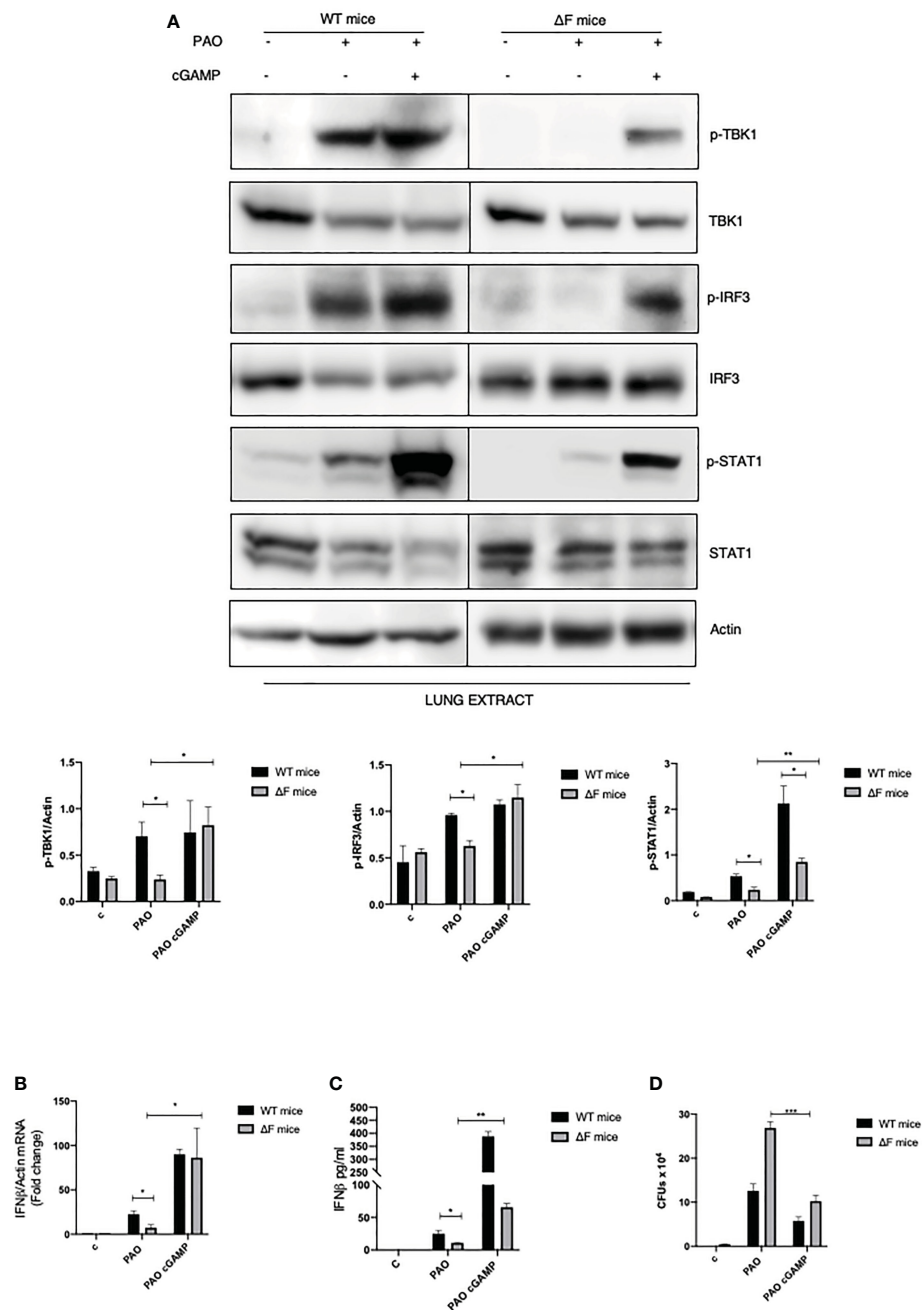 A
WT mice
ΔF mice
PAO - + + - + +
cGAMP - - + - - +
p-TBK1
TBK1
p-IRF3
IRF3
p-STAT1
STAT1
Actin
LUNG EXTRACT
p-TBK1/Actin
1.5
1.0
0.5
0.0
*
*
c
PAO
PAO cGAMP
WT mice
ΔF mice
p-IRF3/Actin
1.5
1.0
0.5
0.0
*
*
c
PAO
PAO cGAMP
WT mice
ΔF mice
p-STAT1/Actin
3
2
1
0
*
**
*
c
PAO
PAO cGAMP
WT mice
ΔF mice
B
IFNβ/Actin mRNA
(Fold change)
150
100
50
0
*
*
c
PAO
PAO cGAMP
WT mice
ΔF mice
C
IFNβ pg/ml
500
450
400
350
300
250
100
50
0
*
**
C
PAO
PAO cGAMP
WT mice
ΔF mice
D
CFUs x 10⁴
30
20
10
0
***
c
PAO
PAO cGAMP
WT mice
ΔF mice